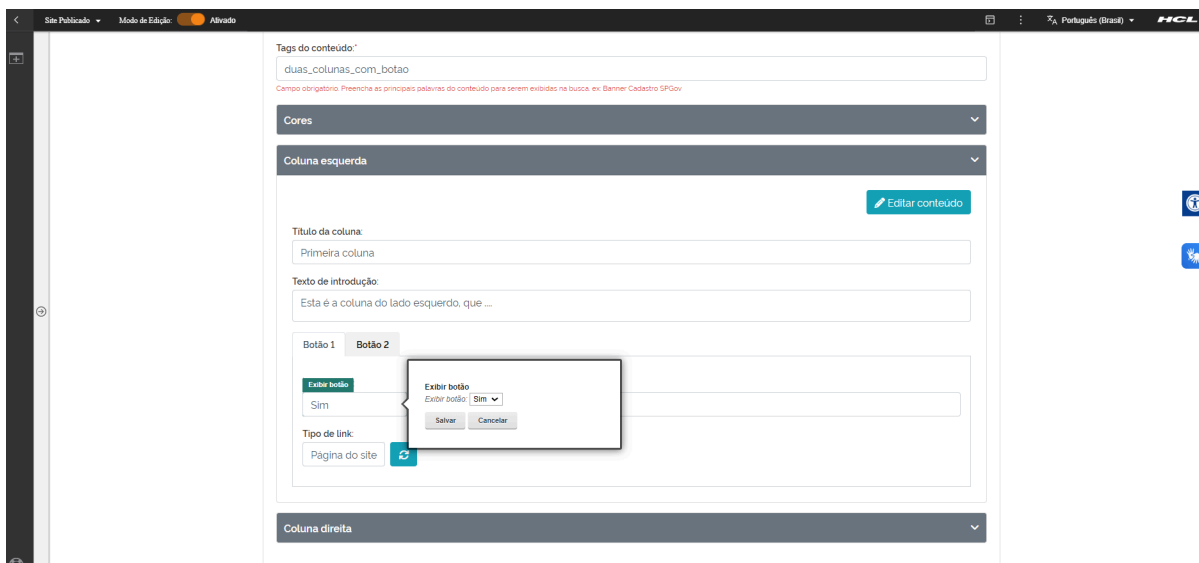 Site Publicado Modo de Edição: Ativado Português (Brasil) HCL
Tags do conteúdo:*
duas_colunas_com_botao
Campo obrigatório. Preencha as principais palavras do conteúdo para serem exibidas na busca, ex: Banner Cadastro SPGov
Cores
Coluna esquerda
Editar conteúdo
Título da coluna:
Primeira coluna
Texto de introdução:
Esta é a coluna do lado esquerdo, que ....
Botão 1 Botão 2
Exibir botão
Sim
Exibir botão
Exibir botão: Sim
Salvar Cancelar
Tipo de link:
Página do site
Coluna direita